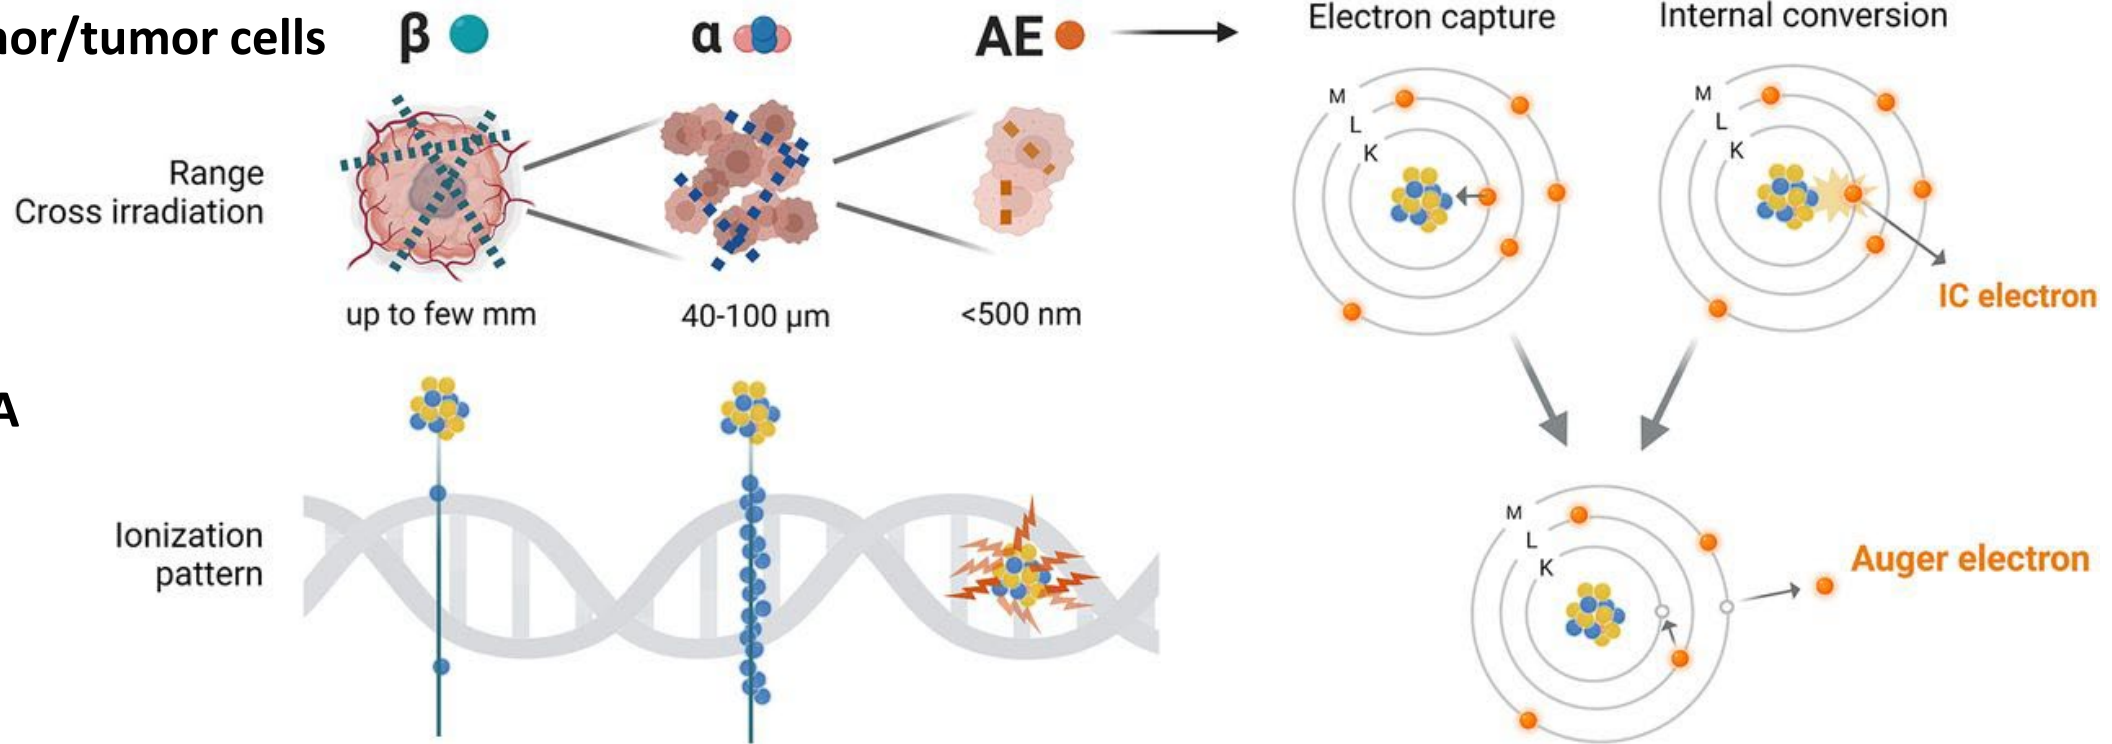 nor/tumor cells
β
α
AE
Electron capture
Internal conversion
M
L
K
M
L
K
Range
Cross irradiation
IC electron
up to few mm
40-100 µm
<500 nm
A
M
L
K
Ionization
pattern
Auger electron